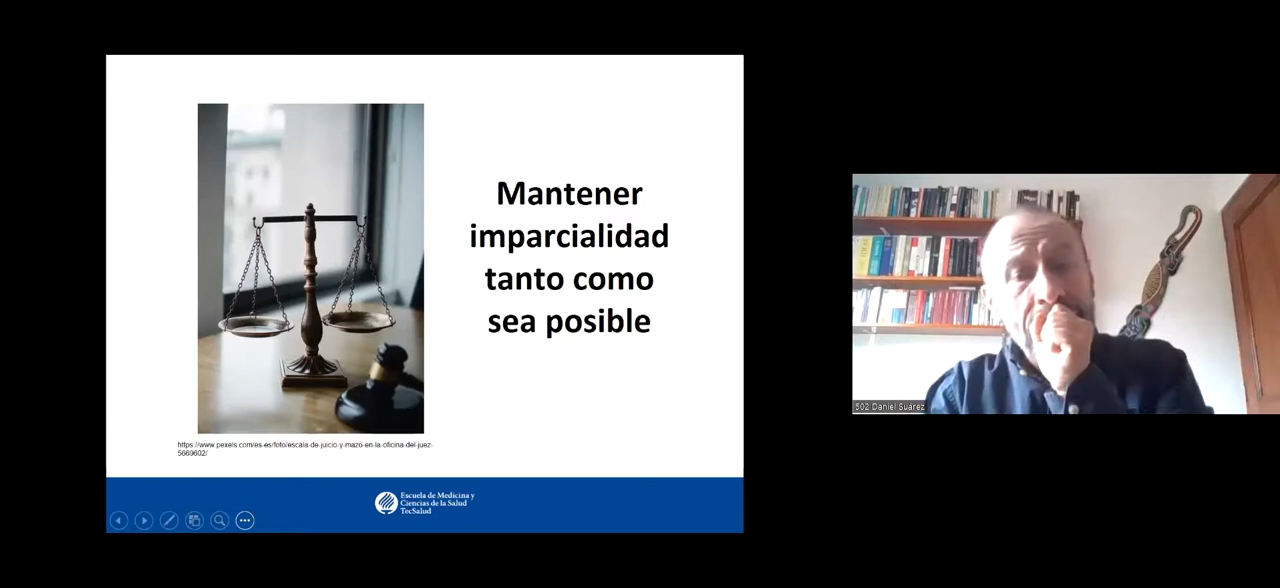 Mantener
imparcialidad
tanto como
sea posible
https://www.pexels.com/es-es/foto/escala-de-juicio-y-mazo-en-la-oficina-del-juez-
5669602/
Escuela de Medicina y
Ciencias de la Salud
TecSalud
502 Daniel Suárez